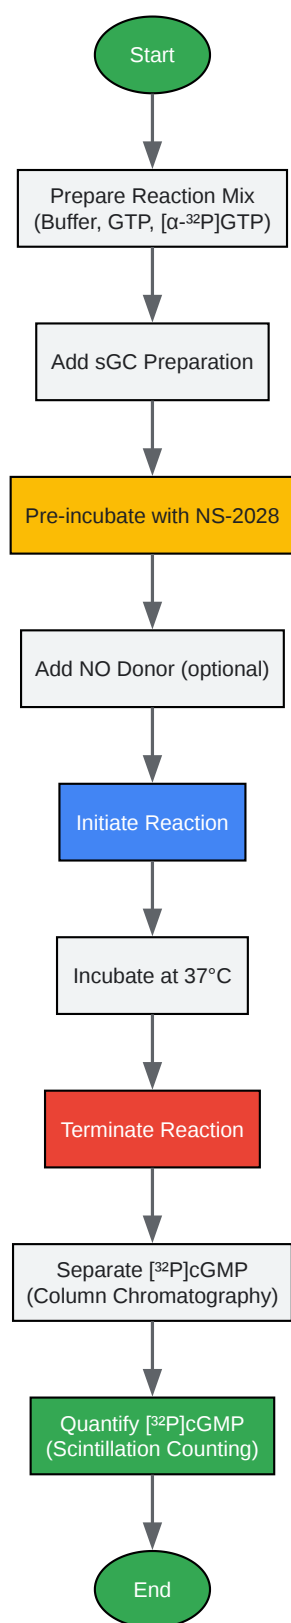 Start
Prepare Reaction Mix
(Buffer, GTP, [α-³²P]GTP)
Add sGC Preparation
Pre-incubate with NS-2028
Add NO Donor (optional)
Initiate Reaction
Incubate at 37°C
Terminate Reaction
Separate [³²P]cGMP
(Column Chromatography)
Quantify [³²P]cGMP
(Scintillation Counting)
End